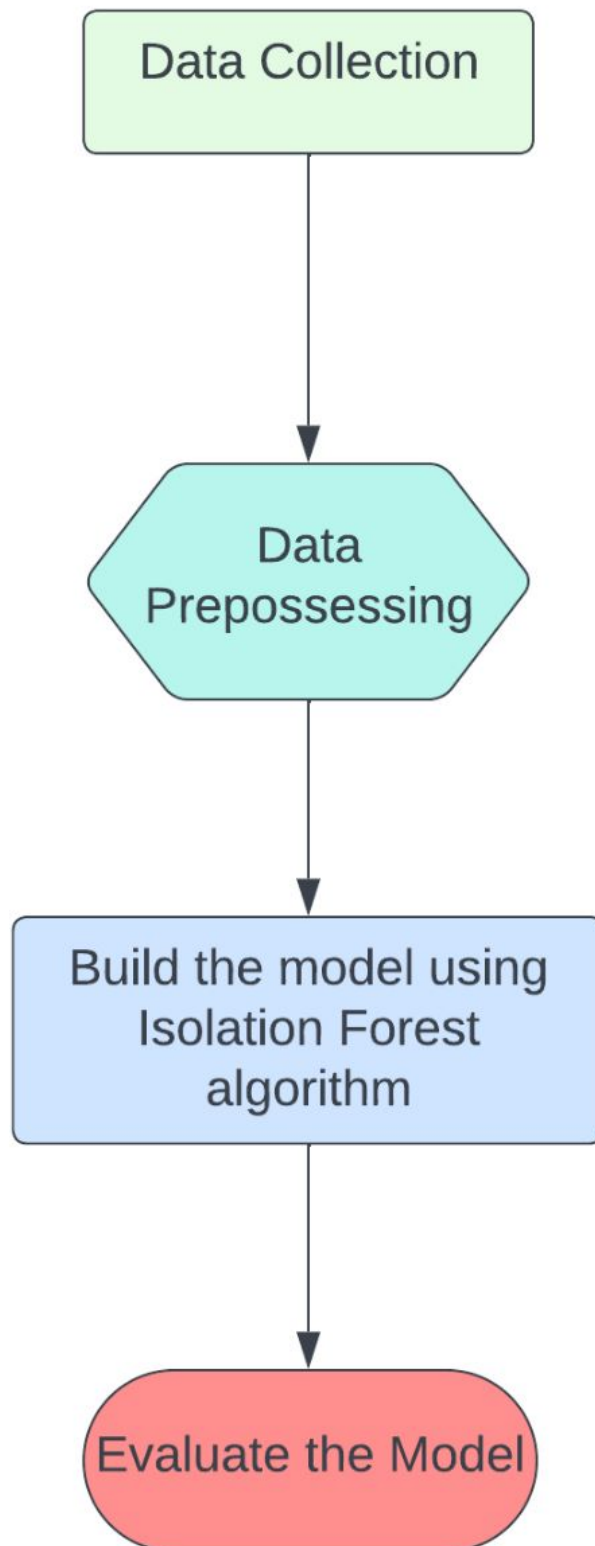 Data Collection
Data
Prepossessing
Build the model using
Isolation Forest
algorithm
Evaluate the Model